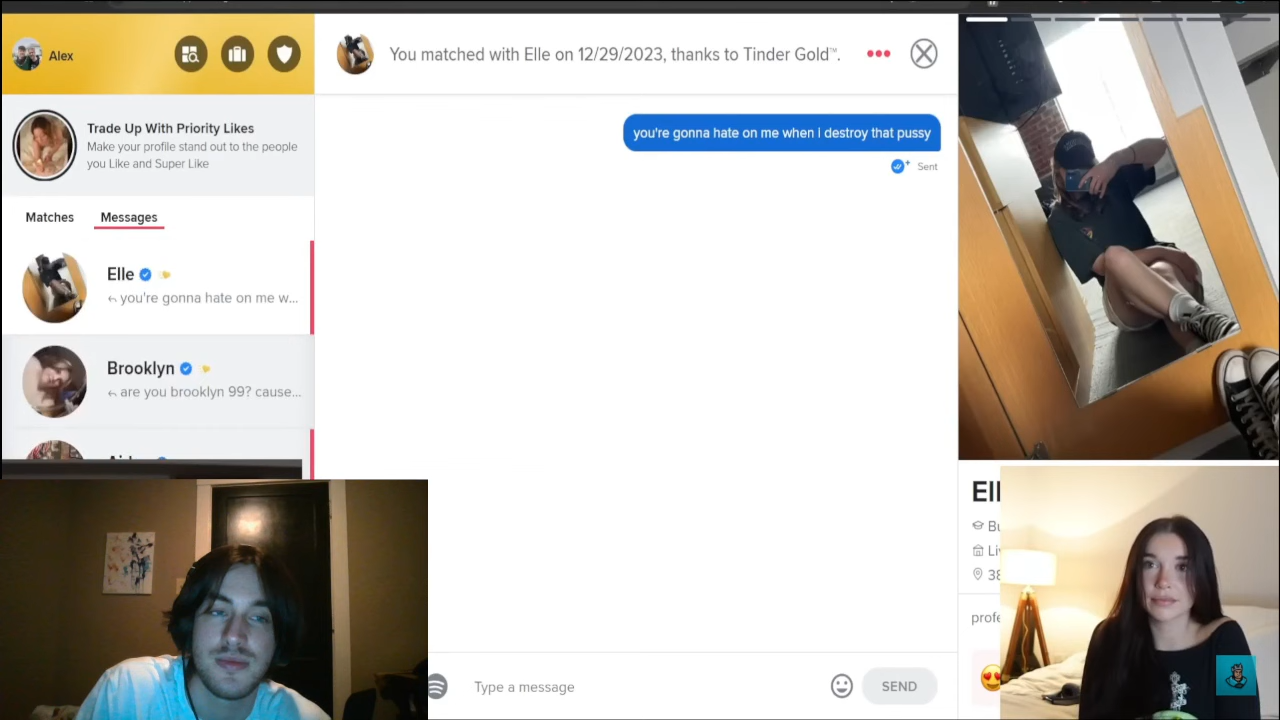 Alex
Trade Up With Priority Likes
Make your profile stand out to the people
you Like and Super Like
Matches
Messages
Elle
you're gonna hate on me w...
Brooklyn
are you brooklyn 99? cause...
You matched with Elle on 12/29/2023, thanks to Tinder Gold™.
you're gonna hate on me when I destroy that pussy
Sent
Type a message
SEND